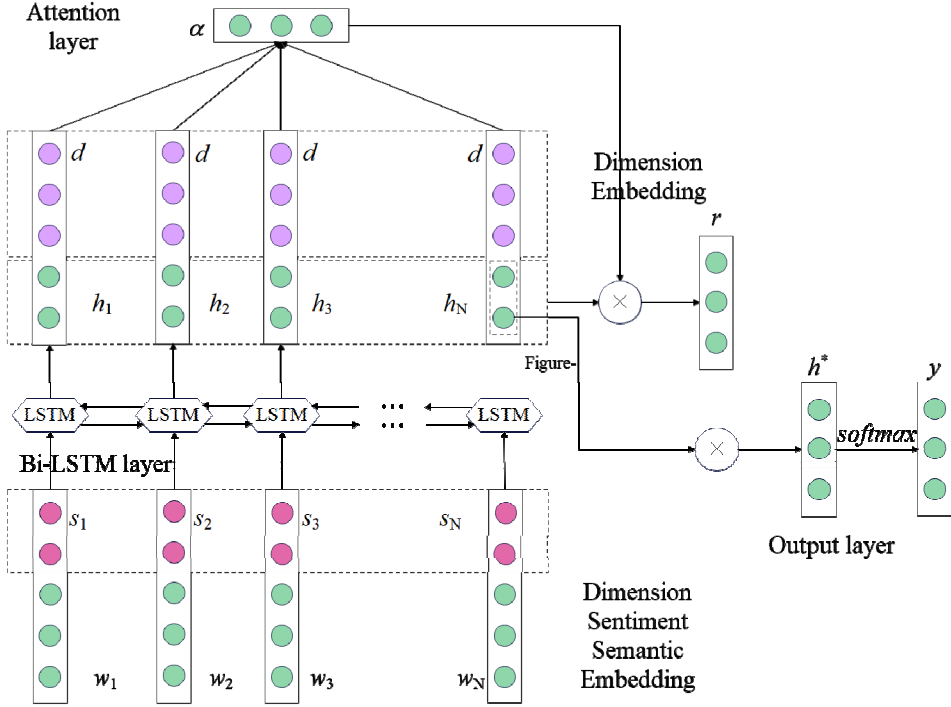 Attention
layer
α
d d d d
Dimension
Embedding
r
h1 h2 h3 hN
×
Figure-
h* y
LSTM LSTM LSTM ... LSTM
softmax
×
Bi-LSTM layer
s1 s2 s3 sN
Output layer
Dimension
Sentiment
Semantic
Embedding
w1 w2 w3 wN